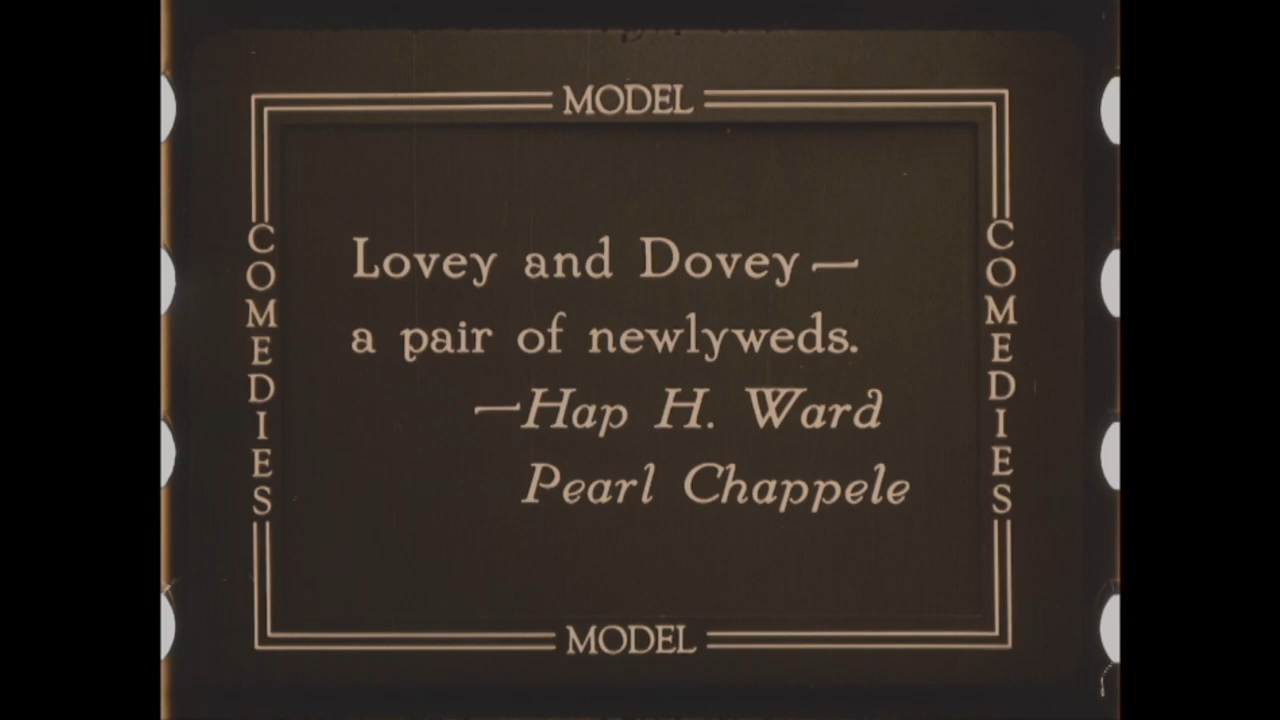 MODEL
COMEDIES
COMEDIES
Lovey and Dovey —
a pair of newlyweds.
—Hap H. Ward
Pearl Chappele
MODEL